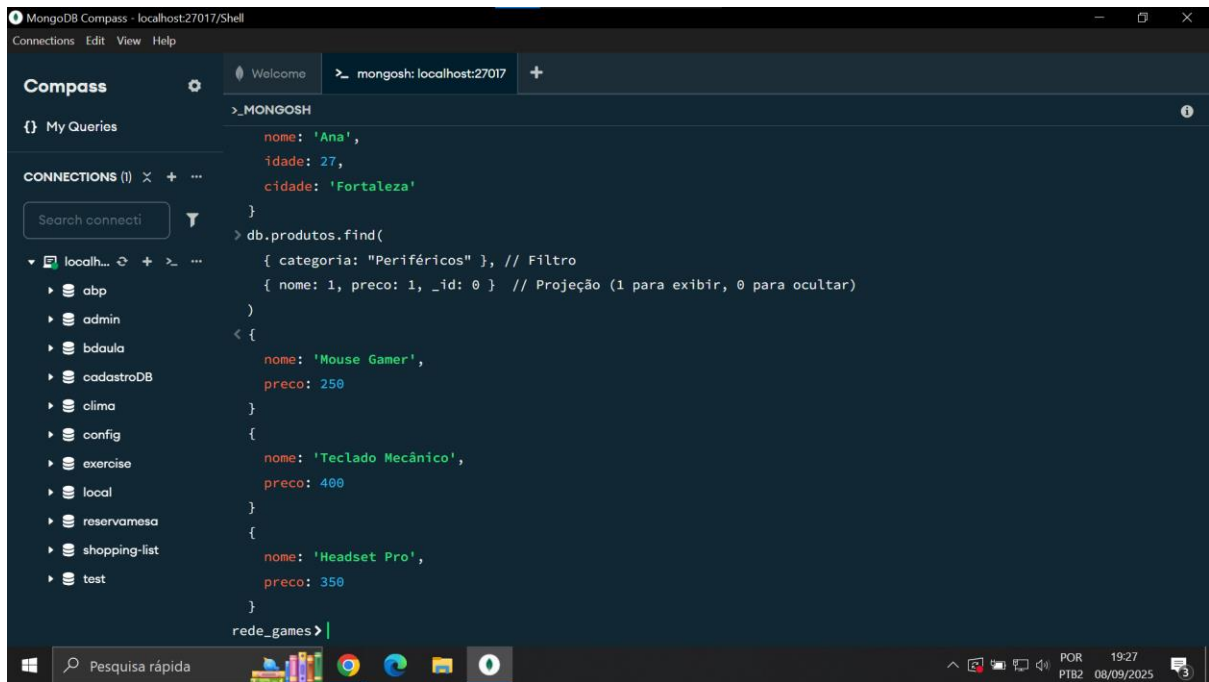 MongoDB Compass - localhost:27017/Shell
Connections Edit View Help
Compass
{} My Queries
CONNECTIONS (1)
Search connecti
localh...
abp
admin
bdaula
cadastroDB
clima
config
exercise
local
reservamesa
shopping-list
test
Welcome
>_ mongosh: localhost:27017
+
>_MONGOSH
nome: 'Ana',
idade: 27,
cidade: 'Fortaleza'
}
> db.produtos.find(
{ categoria: "Periféricos" }, // Filtro
{ nome: 1, preco: 1, _id: 0 } // Projeção (1 para exibir, 0 para ocultar)
)
< {
nome: 'Mouse Gamer',
preco: 250
}
{
nome: 'Teclado Mecânico',
preco: 400
}
{
nome: 'Headset Pro',
preco: 350
}
rede_games>
Pesquisa rápida
POR
PTB2
19:27
08/09/2025
3